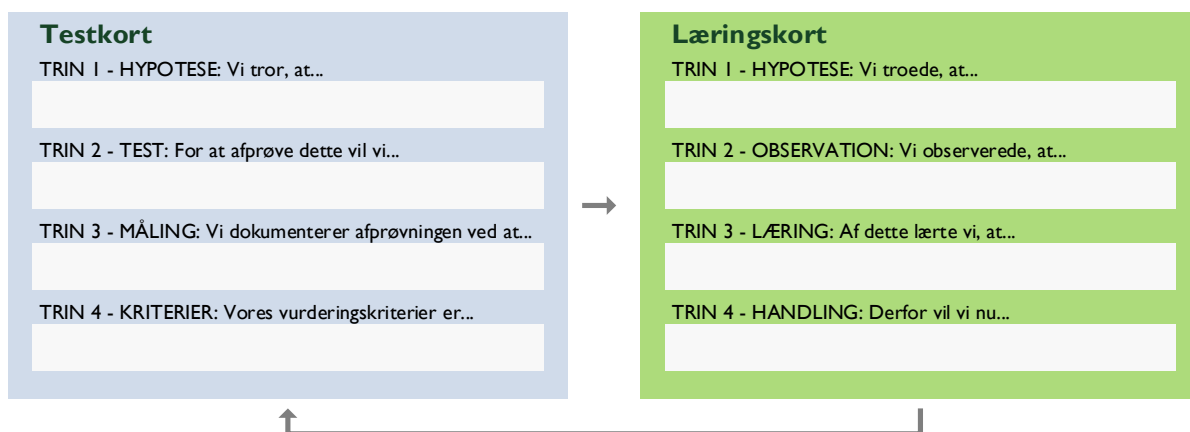 Testkort
TRIN 1 - HYPOTESE: Vi tror, at...
TRIN 2 - TEST: For at afprøve dette vil vi...
TRIN 3 - MÅLING: Vi dokumenterer afprøvningen ved at...
TRIN 4 - KRITERIER: Vores vurderingskriterier er...
Læringskort
TRIN 1 - HYPOTESE: Vi troede, at...
TRIN 2 - OBSERVATION: Vi observerede, at...
TRIN 3 - LÆRING: Af dette lærte vi, at...
TRIN 4 - HANDLING: Derfor vil vi nu...